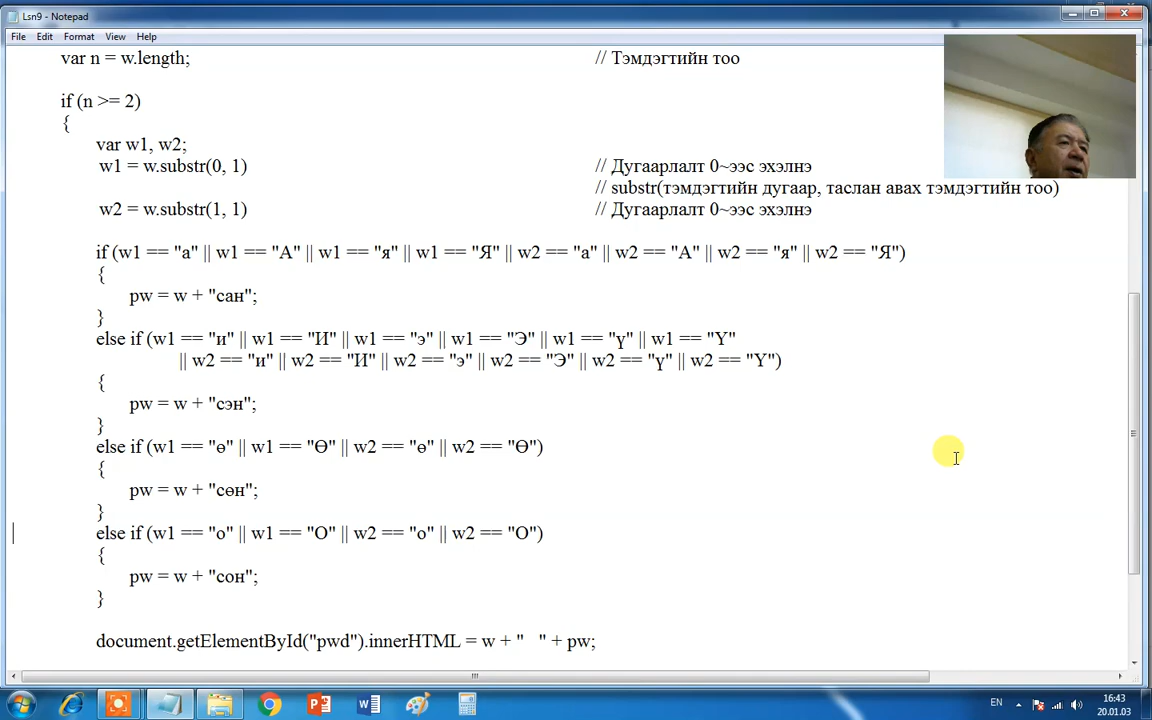 Lsn9 - Notepad
File Edit Format View Help
var n = w.length; // Тэмдэгтийн тоо
if (n >= 2)
{
var w1, w2;
w1 = w.substr(0, 1) // Дугаарлалт 0~ээс эхэлнэ
// substr(тэмдэгтийн дугаар, таслан авах тэмдэгтийн тоо)
w2 = w.substr(1, 1) // Дугаарлалт 0~ээс эхэлнэ
if (w1 == "а" || w1 == "А" || w1 == "я" || w1 == "Я" || w2 == "а" || w2 == "А" || w2 == "я" || w2 == "Я")
{
pw = w + "сан";
}
else if (w1 == "и" || w1 == "И" || w1 == "э" || w1 == "Э" || w1 == "ү" || w1 == "Ү"
|| w2 == "и" || w2 == "И" || w2 == "э" || w2 == "Э" || w2 == "ү" || w2 == "Ү")
{
pw = w + "сэн";
}
else if (w1 == "ө" || w1 == "Ө" || w2 == "ө" || w2 == "Ө")
{
pw = w + "сөн";
}
else if (w1 == "о" || w1 == "О" || w2 == "о" || w2 == "О")
{
pw = w + "сон";
}
document.getElementById("pwd").innerHTML = w + "   " + pw;
EN 16:43
20.01.03